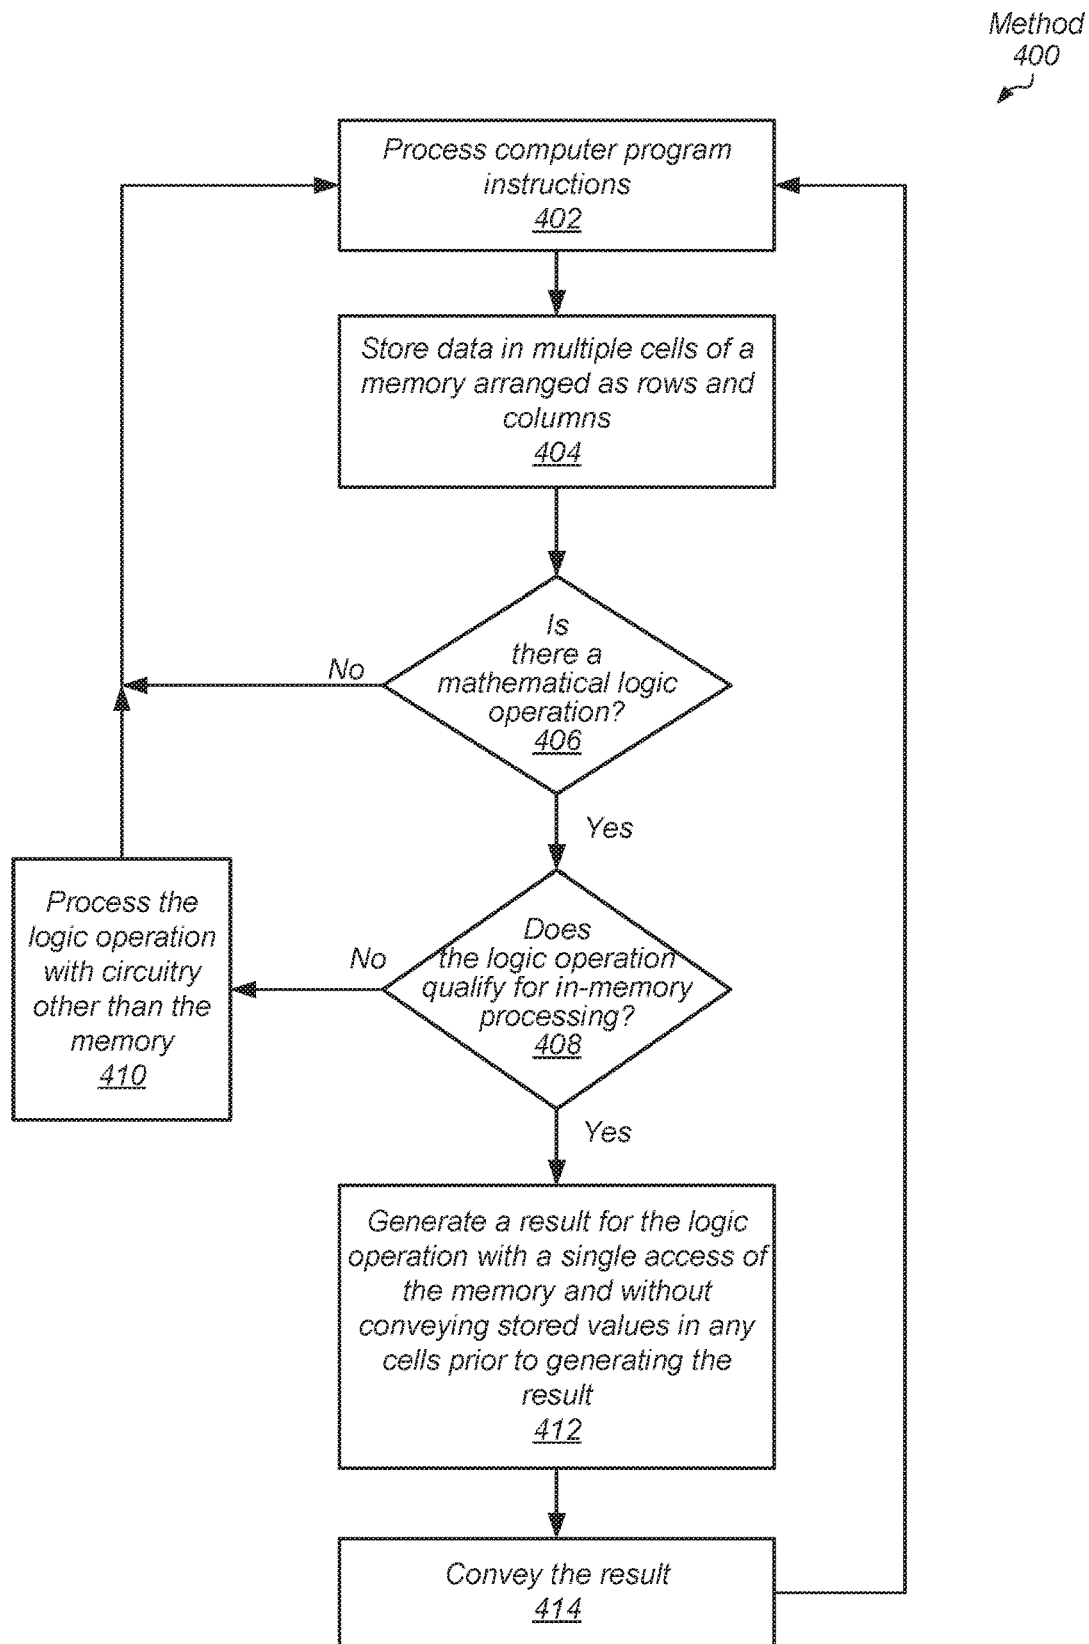 Method
400
Process computer program
instructions
402
Store data in multiple cells of a
memory arranged as rows and
columns
404
Is
there a
mathematical logic
operation?
406
No
Yes
Does
the logic operation
qualify for in-memory
processing?
408
No
Process the
logic operation
with circuitry
other than the
memory
410
Yes
Generate a result for the logic
operation with a single access of
the memory and without
conveying stored values in any
cells prior to generating the
result
412
Convey the result
414